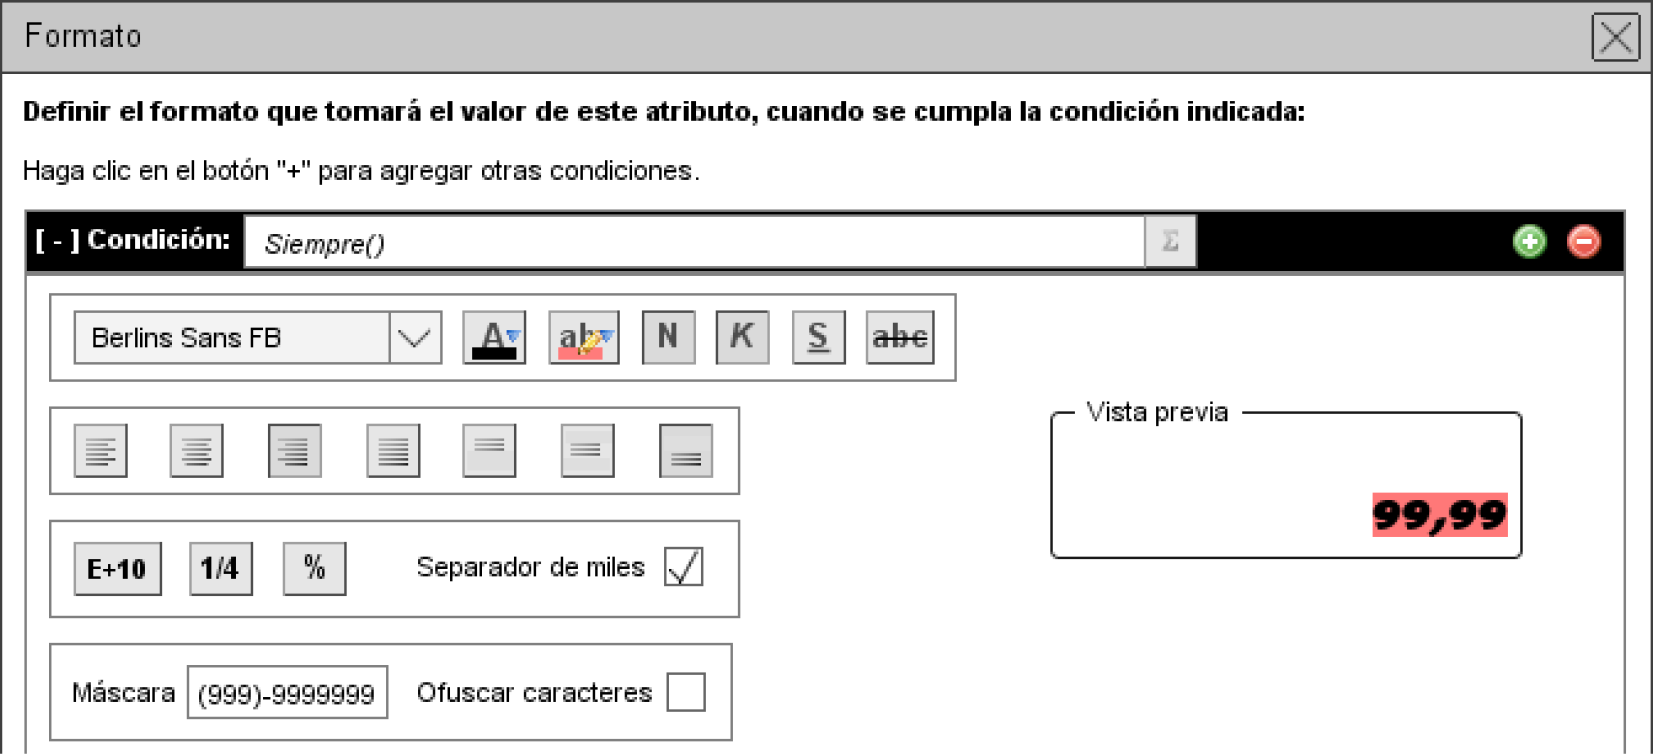 Formato
Definir el formato que tomará el valor de este atributo, cuando se cumpla la condición indicada:
Haga clic en el botón "+" para agregar otras condiciones.
[ - ] Condición: Siempre() Σ
Berlins Sans FB A ab N K S abc
Vista previa
99,99
E+10 1/4 % Separador de miles
Máscara (999)-9999999 Ofuscar caracteres